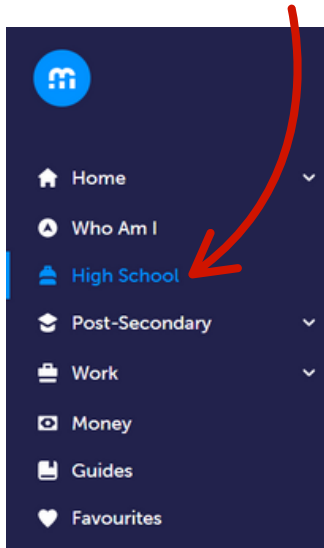 Home
Who Am I
High School
Post-Secondary
Work
Money
Guides
Favourites